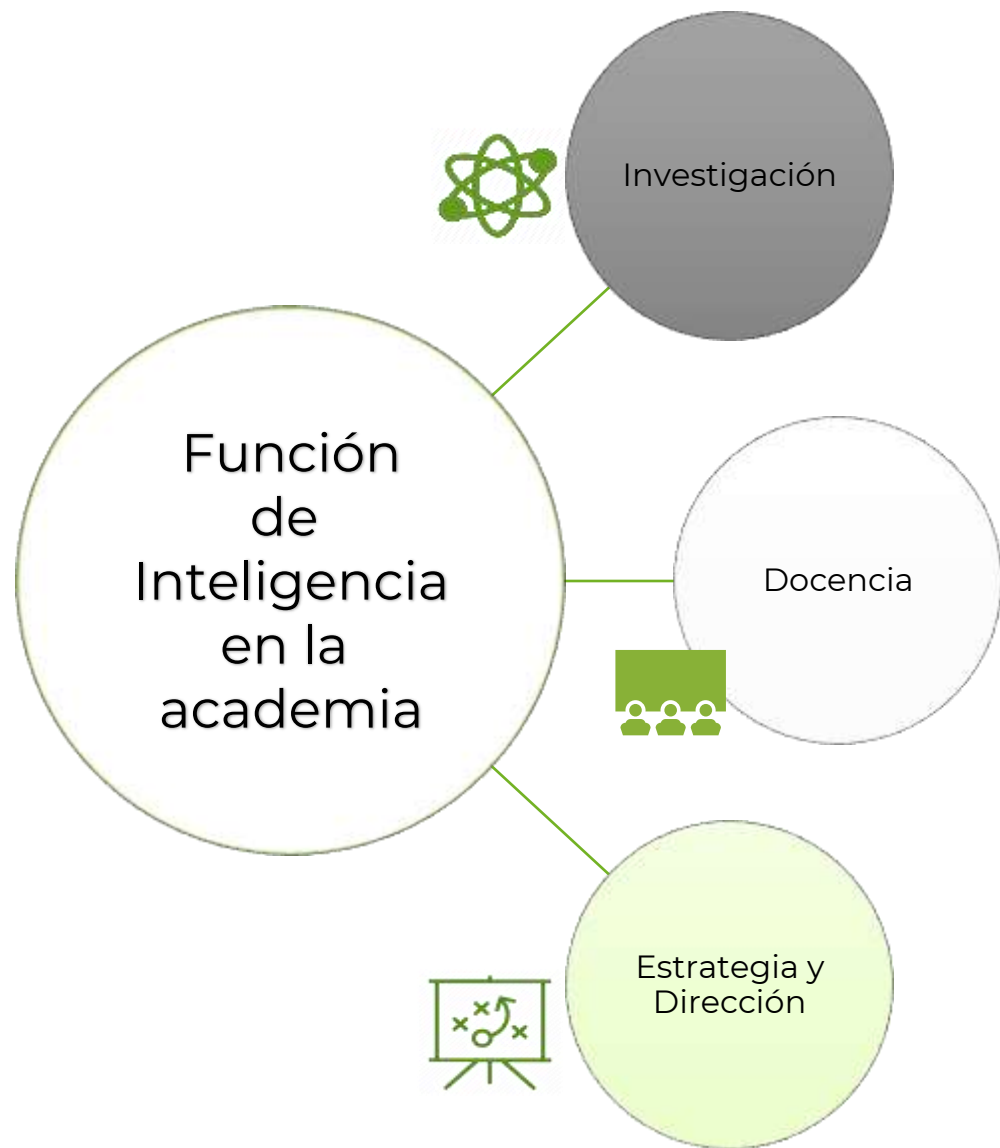 Investigación
Función
de
Inteligencia
en la
academia
Docencia
Estrategia y
Dirección